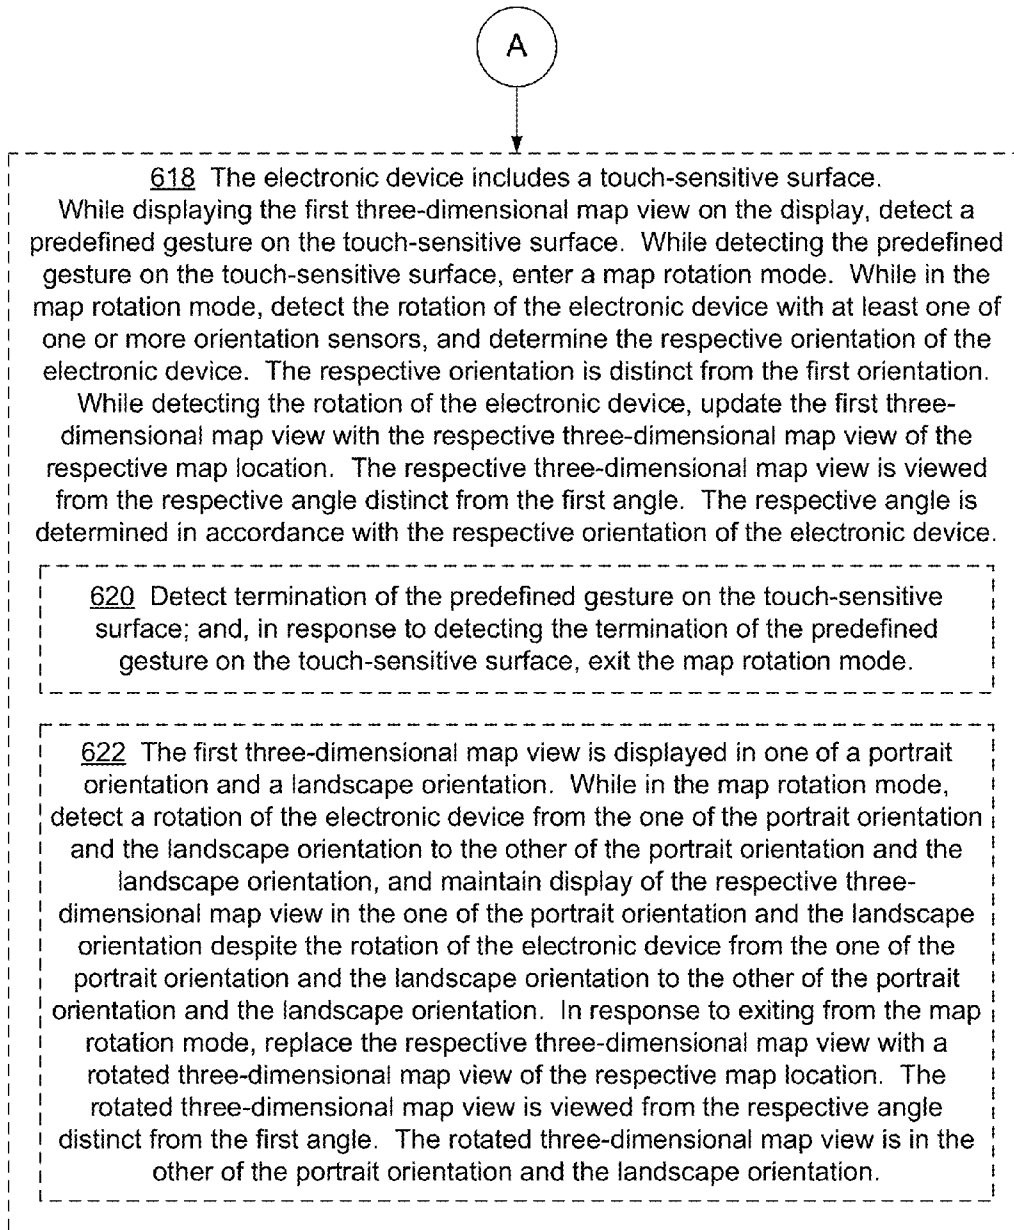 A
618 The electronic device includes a touch-sensitive surface.
While displaying the first three-dimensional map view on the display, detect a
predefined gesture on the touch-sensitive surface. While detecting the predefined
gesture on the touch-sensitive surface, enter a map rotation mode. While in the
map rotation mode, detect the rotation of the electronic device with at least one of
one or more orientation sensors, and determine the respective orientation of the
electronic device. The respective orientation is distinct from the first orientation.
While detecting the rotation of the electronic device, update the first three-
dimensional map view with the respective three-dimensional map view of the
respective map location. The respective three-dimensional map view is viewed
from the respective angle distinct from the first angle. The respective angle is
determined in accordance with the respective orientation of the electronic device.
620 Detect termination of the predefined gesture on the touch-sensitive
surface; and, in response to detecting the termination of the predefined
gesture on the touch-sensitive surface, exit the map rotation mode.
622 The first three-dimensional map view is displayed in one of a portrait
orientation and a landscape orientation. While in the map rotation mode,
detect a rotation of the electronic device from the one of the portrait orientation
and the landscape orientation to the other of the portrait orientation and the
landscape orientation, and maintain display of the respective three-
dimensional map view in the one of the portrait orientation and the landscape
orientation despite the rotation of the electronic device from the one of the
portrait orientation and the landscape orientation to the other of the portrait
orientation and the landscape orientation. In response to exiting from the map
rotation mode, replace the respective three-dimensional map view with a
rotated three-dimensional map view of the respective map location. The
rotated three-dimensional map view is viewed from the respective angle
distinct from the first angle. The rotated three-dimensional map view is in the
other of the portrait orientation and the landscape orientation.